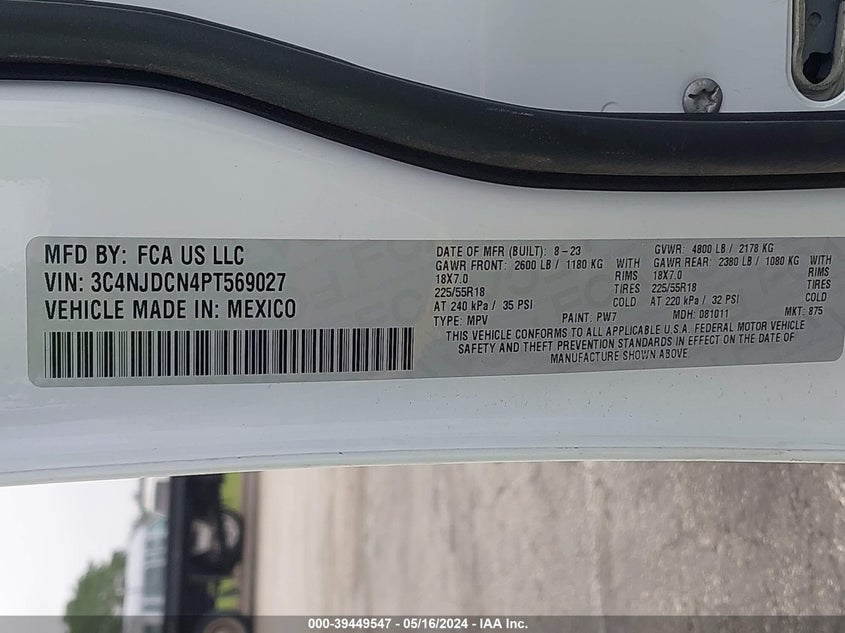 MFD BY: FCA US LLC
VIN: 3C4NJDCN4PT569027
VEHICLE MADE IN: MEXICO
DATE OF MFR (BUILT): 8-23 GVWR: 4800 LB / 2178 KG
GAWR FRONT: 2600 LB / 1180 KG WITH GAWR REAR: 2380 LB / 1080 KG WITH
18X7.0 RIMS 18X7.0 RIMS
225/55R18 TIRES 225/55R18 TIRES
AT 240 kPa / 35 PSI COLD AT 220 kPa / 32 PSI COLD
TYPE: MPV PAINT: PW7 MDH: 081011 MKT: 875
THIS VEHICLE CONFORMS TO ALL APPLICABLE U.S.A. FEDERAL MOTOR VEHICLE
SAFETY AND THEFT PREVENTION STANDARDS IN EFFECT ON THE DATE OF
MANUFACTURE SHOWN ABOVE.
000-39449547 - 05/16/2024 - IAA Inc.